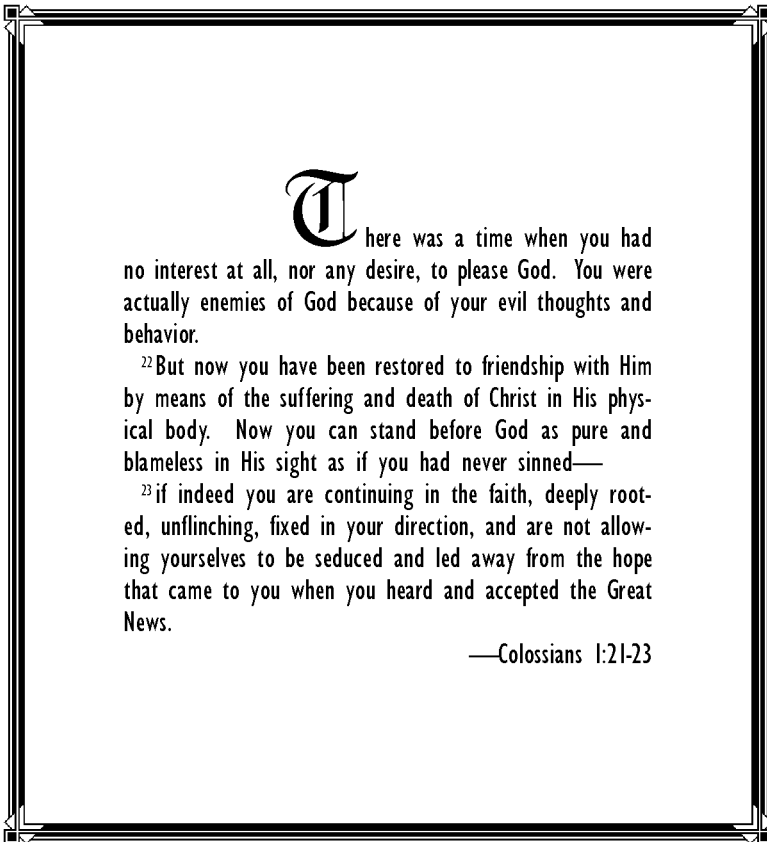 There was a time when you had
no interest at all, nor any desire, to please God. You were
actually enemies of God because of your evil thoughts and
behavior.
22 But now you have been restored to friendship with Him
by means of the suffering and death of Christ in His phys-
ical body. Now you can stand before God as pure and
blameless in His sight as if you had never sinned—
23 if indeed you are continuing in the faith, deeply root-
ed, unflinching, fixed in your direction, and are not allow-
ing yourselves to be seduced and led away from the hope
that came to you when you heard and accepted the Great
News.
—Colossians 1:21-23